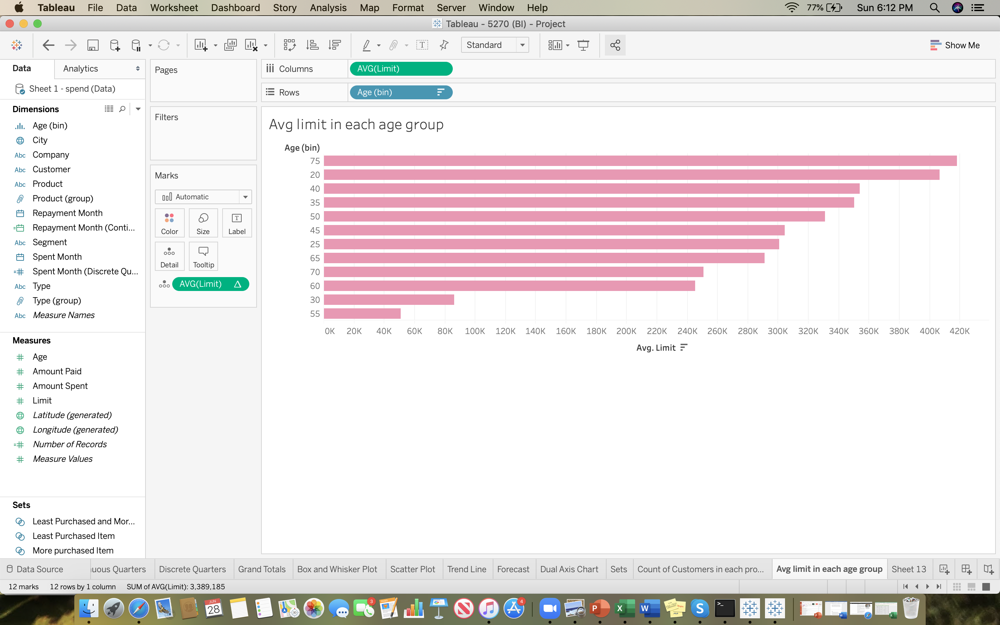 Tableau File Data Worksheet Dashboard Story Analysis Map Format Server Window Help 77% Sun 6:12 PM
Tableau - 5270 (BI) - Project
Standard Show Me
Data Analytics
Sheet 1 - spend (Data)
Dimensions
Age (bin)
City
Abc Company
Abc Customer
Abc Product
Product (group)
Repayment Month
Repayment Month (Conti...
Abc Segment
Spent Month
Spent Month (Discrete Qu...
Abc Type
Type (group)
Abc Measure Names
Measures
Age
Amount Paid
Amount Spent
Limit
Latitude (generated)
Longitude (generated)
Number of Records
Measure Values
Sets
Least Purchased and Mor...
Least Purchased Item
More purchased Item
Pages
Filters
Marks
Automatic
Color Size Label
Detail Tooltip
AVG(Limit) Δ
Columns AVG(Limit)
Rows Age (bin)
Avg limit in each age group
Age (bin)
75
20
40
35
50
45
25
65
70
60
30
55
0K 20K 40K 60K 80K 100K 120K 140K 160K 180K 200K 220K 240K 260K 280K 300K 320K 340K 360K 380K 400K 420K
Avg. Limit
Data Source uous Quarters Discrete Quarters Grand Totals Box and Whisker Plot Scatter Plot Trend Line Forecast Dual Axis Chart Sets Count of Customers in each pro... Avg limit in each age group Sheet 13
12 marks 12 rows by 1 column SUM of AVG(Limit): 3,389,185
JUN
28
3
PAGES
4
P
X
W
S